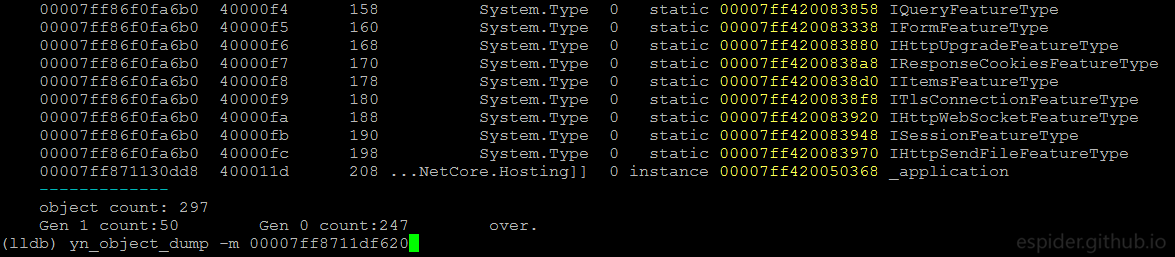 00007ff86f0fa6b0 40000f4 158 System.Type 0 static 00007ff420083858 IQueryFeatureType
00007ff86f0fa6b0 40000f5 160 System.Type 0 static 00007ff420083338 IFormFeatureType
00007ff86f0fa6b0 40000f6 168 System.Type 0 static 00007ff420083880 IHttpUpgradeFeatureType
00007ff86f0fa6b0 40000f7 170 System.Type 0 static 00007ff4200838a8 IResponseCookiesFeatureType
00007ff86f0fa6b0 40000f8 178 System.Type 0 static 00007ff4200838d0 IItemsFeatureType
00007ff86f0fa6b0 40000f9 180 System.Type 0 static 00007ff4200838f8 ITlsConnectionFeatureType
00007ff86f0fa6b0 40000fa 188 System.Type 0 static 00007ff420083920 IHttpWebSocketFeatureType
00007ff86f0fa6b0 40000fb 190 System.Type 0 static 00007ff420083948 ISessionFeatureType
00007ff86f0fa6b0 40000fc 198 System.Type 0 static 00007ff420083970 IHttpSendFileFeatureType
00007ff871130dd8 400011d 208 ...NetCore.Hosting]] 0 instance 00007ff420050368 _application
-------------
object count: 297
Gen 1 count:50 Gen 0 count:247 over.
(lldb) yn_object_dump -m 00007ff8711df620
espider.github.io